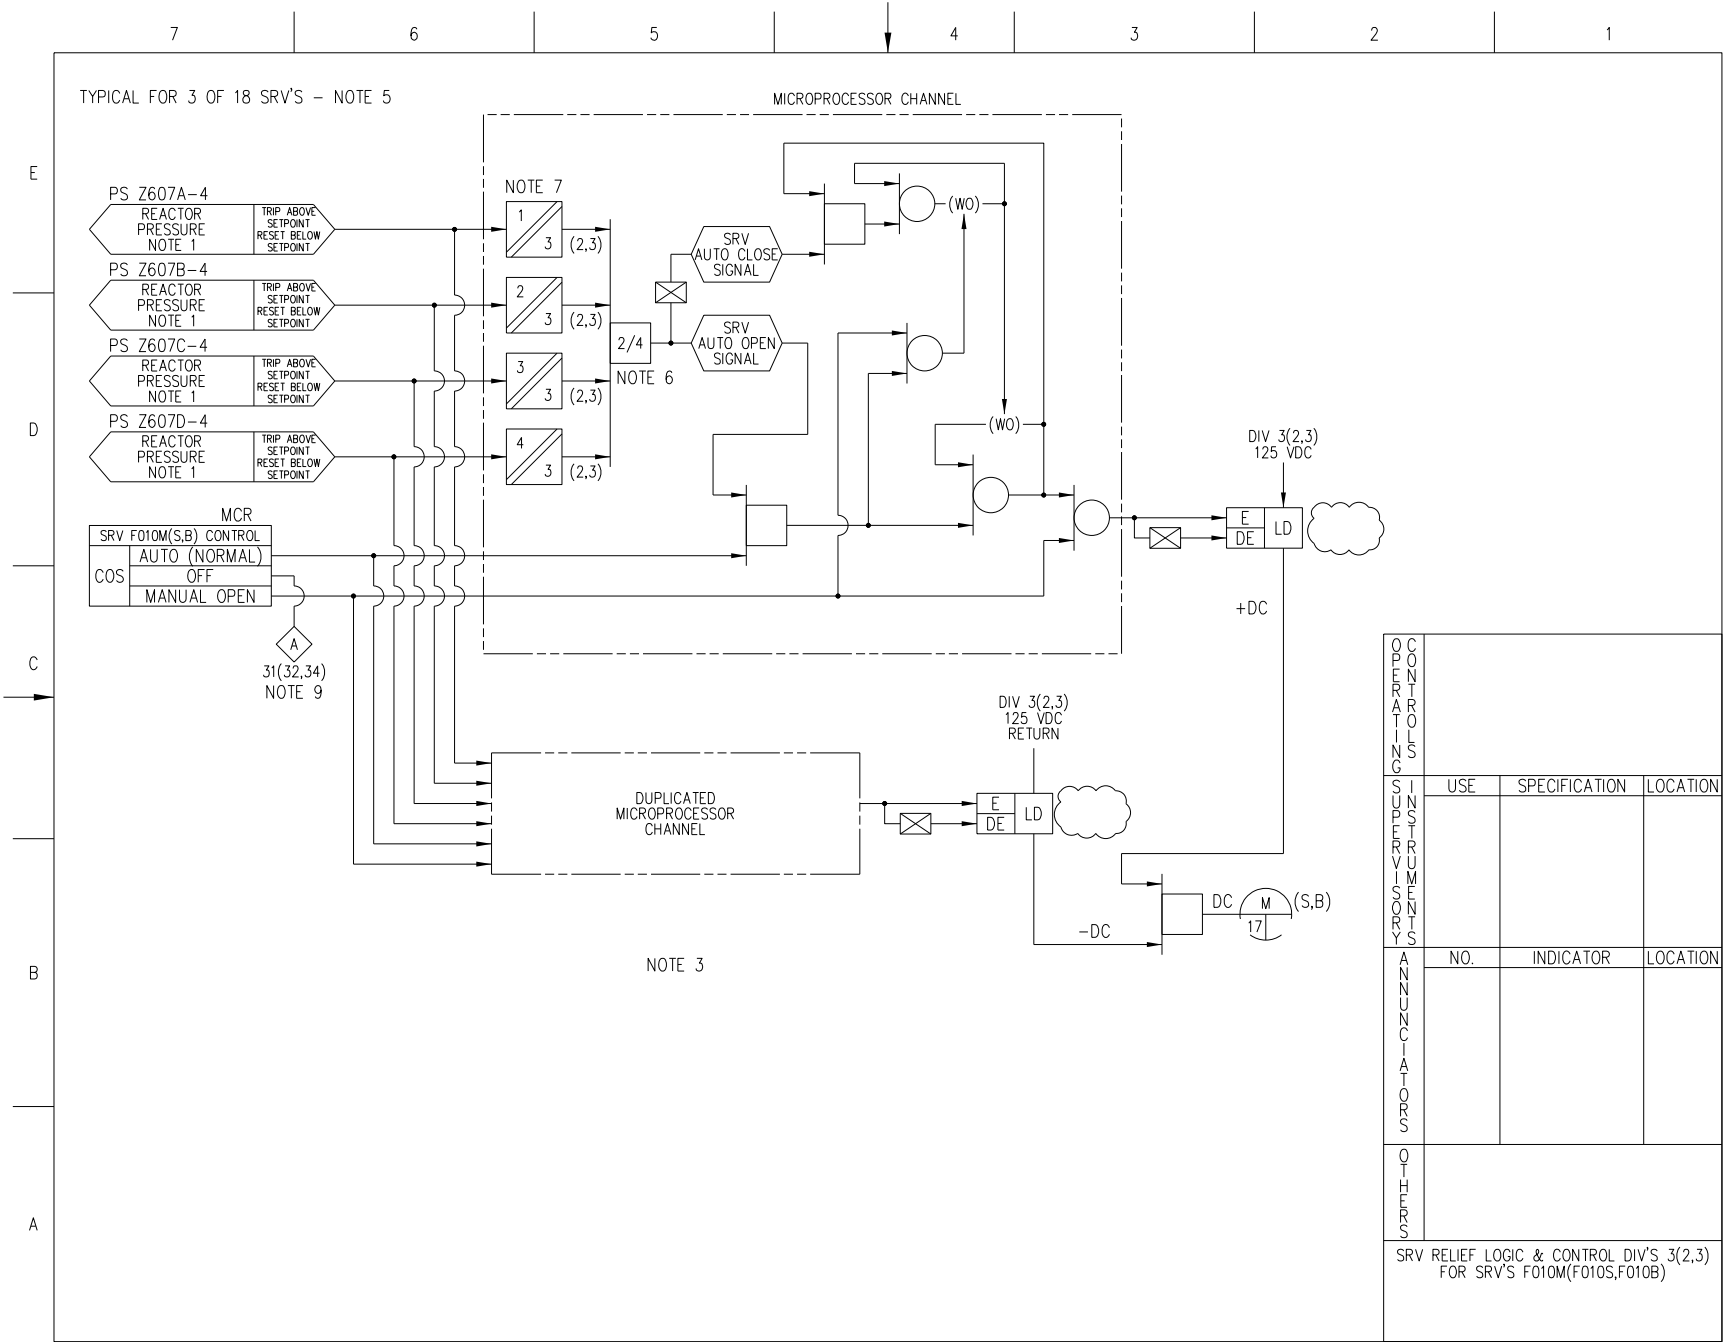 7 6 5 4 3 2 1
TYPICAL FOR 3 OF 18 SRV'S – NOTE 5
MICROPROCESSOR CHANNEL
E
D
C
B
A
PS Z607A–4
REACTOR
PRESSURE
NOTE 1
TRIP ABOVE
SETPOINT
RESET BELOW
SETPOINT
PS Z607B–4
REACTOR
PRESSURE
NOTE 1
TRIP ABOVE
SETPOINT
RESET BELOW
SETPOINT
PS Z607C–4
REACTOR
PRESSURE
NOTE 1
TRIP ABOVE
SETPOINT
RESET BELOW
SETPOINT
PS Z607D–4
REACTOR
PRESSURE
NOTE 1
TRIP ABOVE
SETPOINT
RESET BELOW
SETPOINT
MCR
SRV F010M(S,B) CONTROL
COS
AUTO (NORMAL)
OFF
MANUAL OPEN
A
31(32,34)
NOTE 9
NOTE 7
1
3
(2,3)
2
3
(2,3)
3
3
(2,3)
4
3
(2,3)
2/4
NOTE 6
SRV
AUTO CLOSE
SIGNAL
SRV
AUTO OPEN
SIGNAL
(WO)
(WO)
DIV 3(2,3)
125 VDC
E
DE
LD
+DC
DUPLICATED
MICROPROCESSOR
CHANNEL
DIV 3(2,3)
125 VDC
RETURN
E
DE
LD
–DC
DC
M
17
(S,B)
NOTE 3
OPERATING
CONTROLS
SUPERVISORY
INSTRUMENTS
USE SPECIFICATION LOCATION
ANNUNCIATORS
NO. INDICATOR LOCATION
OTHERS
SRV RELIEF LOGIC & CONTROL DIV'S 3(2,3)
FOR SRV'S F010M(F010S,F010B)